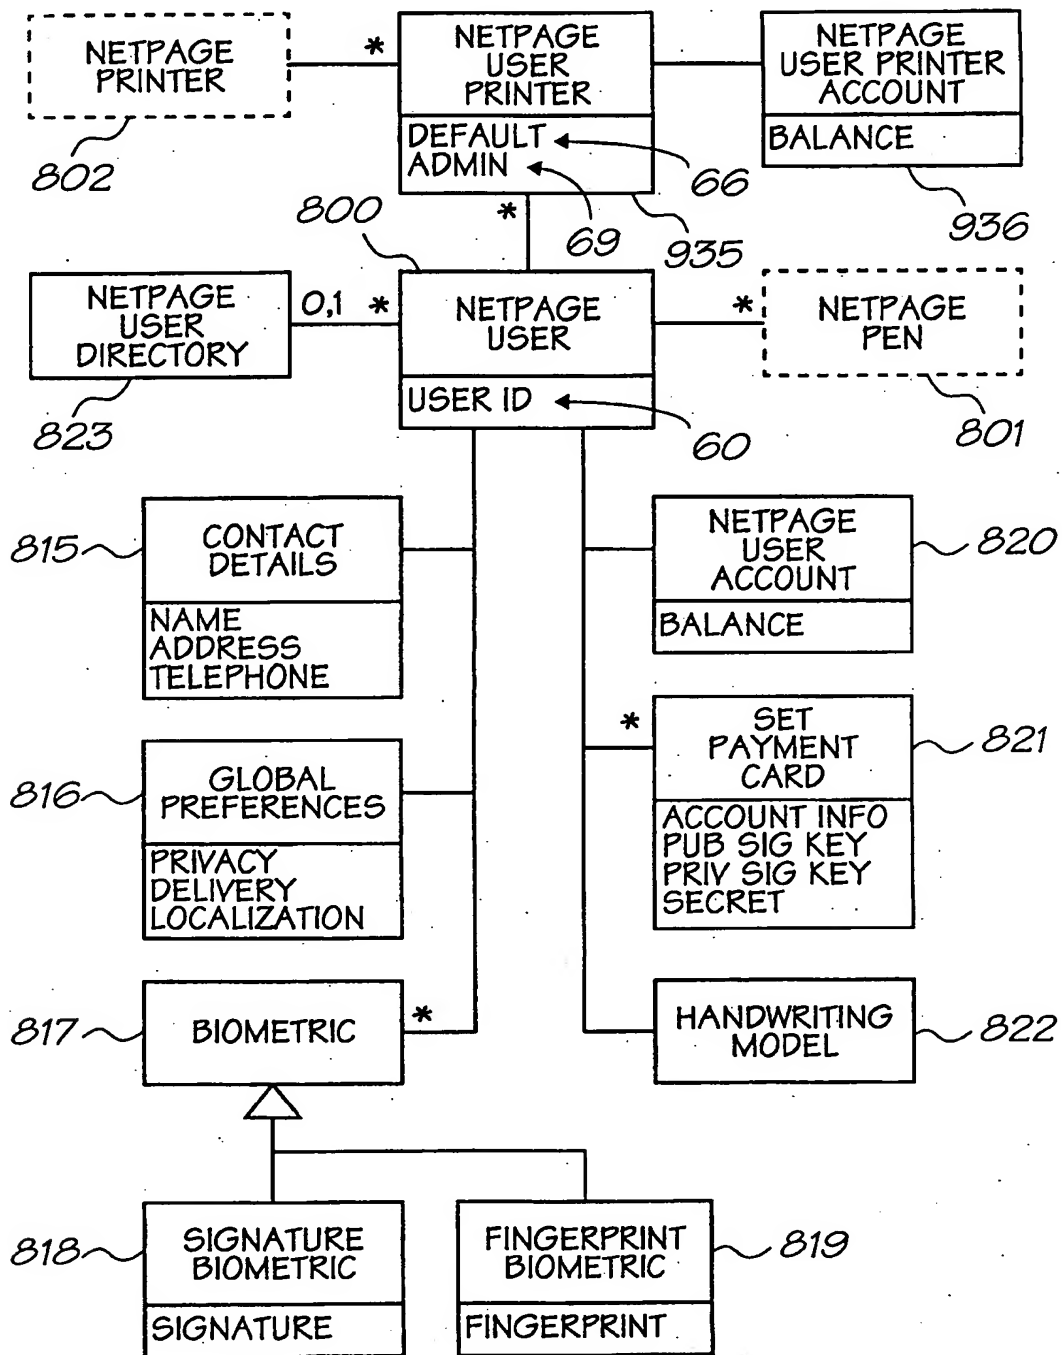 NETPAGE
PRINTER
802
*
NETPAGE
USER
PRINTER
DEFAULT
ADMIN
66
69
935
NETPAGE
USER PRINTER
ACCOUNT
BALANCE
936
*
800
NETPAGE
USER
DIRECTORY
823
0,1 *
NETPAGE
USER
USER ID
60
*
NETPAGE
PEN
801
815
CONTACT
DETAILS
NAME
ADDRESS
TELEPHONE
NETPAGE
USER
ACCOUNT
BALANCE
820
816
GLOBAL
PREFERENCES
PRIVACY
DELIVERY
LOCALIZATION
*
SET
PAYMENT
CARD
ACCOUNT INFO
PUB SIG KEY
PRIV SIG KEY
SECRET
821
817
BIOMETRIC
*
HANDWRITING
MODEL
822
818
SIGNATURE
BIOMETRIC
SIGNATURE
FINGERPRINT
BIOMETRIC
FINGERPRINT
819